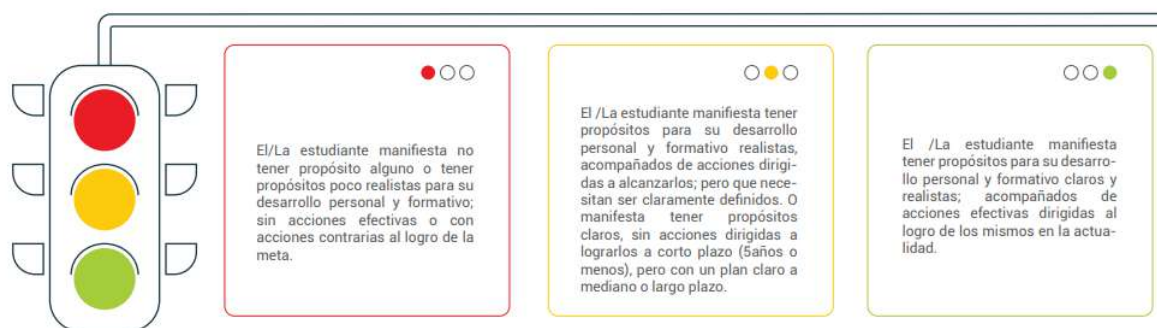 El/La estudiante manifiesta no
tener propósito alguno o tener
propósitos poco realistas para su
desarrollo personal y formativo;
sin acciones efectivas o con
acciones contrarias al logro de la
meta.
El /La estudiante manifiesta tener
propósitos para su desarrollo
personal y formativo realistas,
acompañados de acciones dirigi-
das a alcanzarlos; pero que nece-
sitan ser claramente definidos. O
manifesta tener propósitos
claros, sin acciones dirigidas a
lograrlos a corto plazo (5años o
menos), pero con un plan claro a
mediano o largo plazo.
El /La estudiante manifiesta
tener propósitos para su desarro-
llo personal y formativo claros y
realistas; acompañados de
acciones efectivas dirigidas al
logro de los mismos en la actua-
lidad.